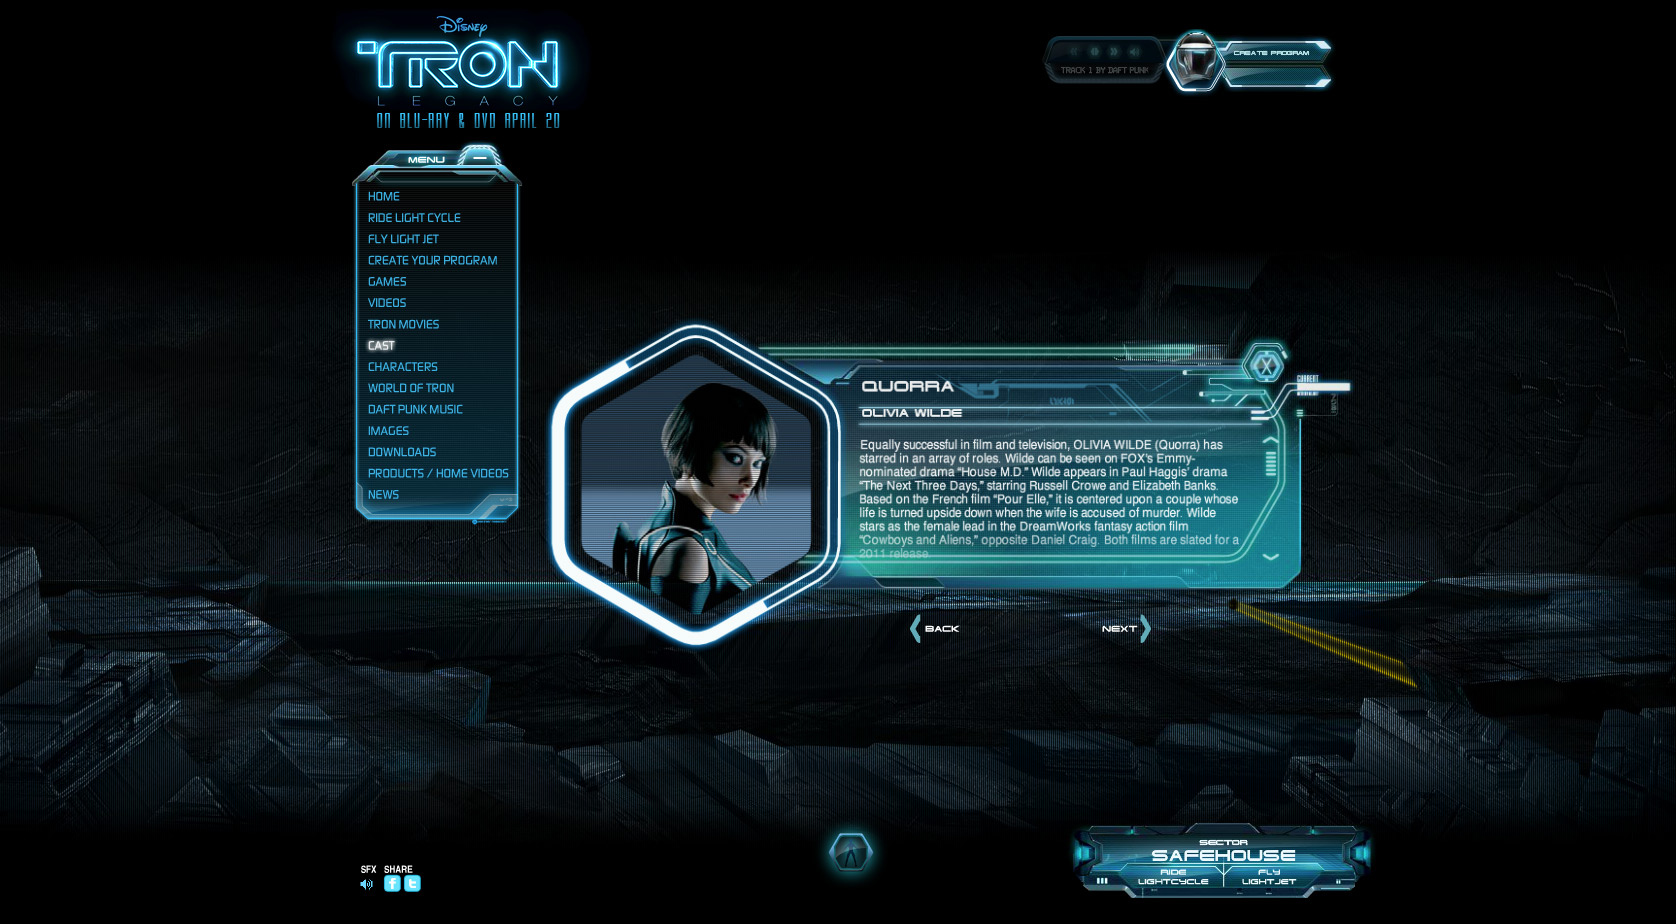 Disney
TRON
LEGACY
ON BLU-RAY & DVD APRIL 20
TRACK 1 BY DAFT PUNK
CREATE PROGRAM
MENU
HOME
RIDE LIGHT CYCLE
FLY LIGHT JET
CREATE YOUR PROGRAM
GAMES
VIDEOS
TRON MOVIES
CAST
CHARACTERS
WORLD OF TRON
DAFT PUNK MUSIC
IMAGES
DOWNLOADS
PRODUCTS / HOME VIDEOS
NEWS
QUORRA
X
CURRENT
OLIVIA WILDE
Equally successful in film and television, OLIVIA WILDE (Quorra) has
starred in an array of roles. Wilde can be seen on FOX's Emmy-
nominated drama “House M.D.” Wilde appears in Paul Haggis’ drama
“The Next Three Days,” starring Russell Crowe and Elizabeth Banks.
Based on the French film “Pour Elle,” it is centered upon a couple whose
life is turned upside down when the wife is accused of murder. Wilde
stars as the female lead in the DreamWorks fantasy action film
“Cowboys and Aliens,” opposite Daniel Craig. Both films are slated for a
2011 release.
BACK
NEXT
SFX SHARE
SECTOR
SAFEHOUSE
RIDE
LIGHTCYCLE
FLY
LIGHTJET